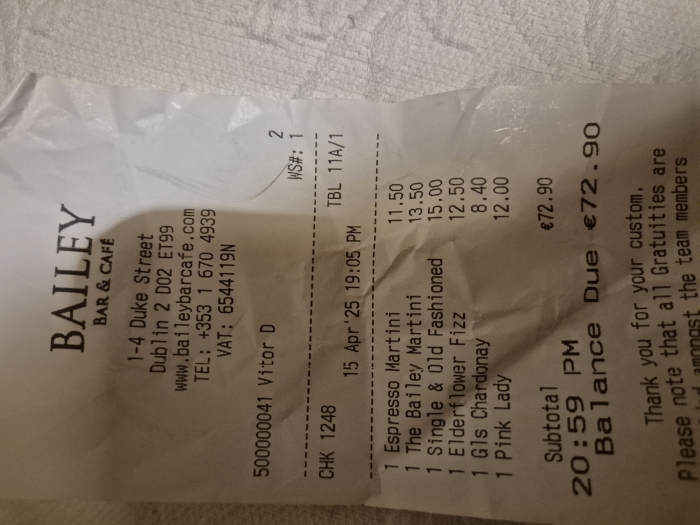 BAILEY
BAR & CAFÉ
1-4 Duke Street
Dublin 2 D02 ET99
www.baileybarcafe.com
TEL: +353 1 670 4939
VAT: 6544119N
2
500000041 Vitor D WS#: 1
CHK 1248 TBL 11A/1
15 Apr'25 19:05 PM
1 Espresso Martini 11.50
1 The Bailey Martini 13.50
1 Single & Old Fashioned 15.00
1 Elderflower Fizz 12.50
1 Gls Chardonay 8.40
1 Pink Lady 12.00
Subtotal €72.90
20:59 PM
Balance Due €72.90
Thank you for your custom.
Please note that all Gratuities are
amongst the team members